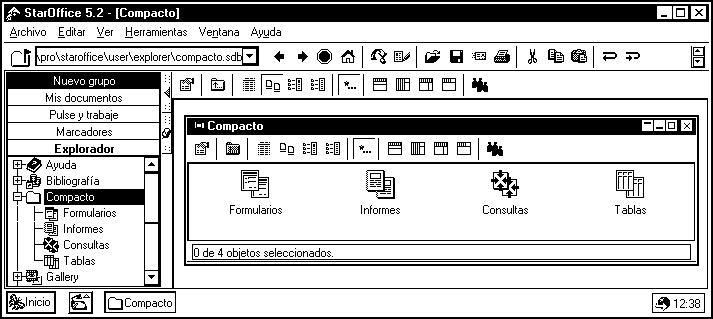 StarOffice 5.2 - [Compacto]
Archivo Editar Ver Herramientas Ventana Ayuda
\pro\staroffice\user\explorer\compacto.sdb
Nuevo grupo
Mis documentos
Pulse y trabaje
Marcadores
Explorador
Ayuda
Bibliografía
Compacto
Formularios
Informes
Consultas
Tablas
Gallery
*...
Compacto
*...
Formularios Informes Consultas Tablas
0 de 4 objetos seleccionados.
Inicio Compacto 12:38